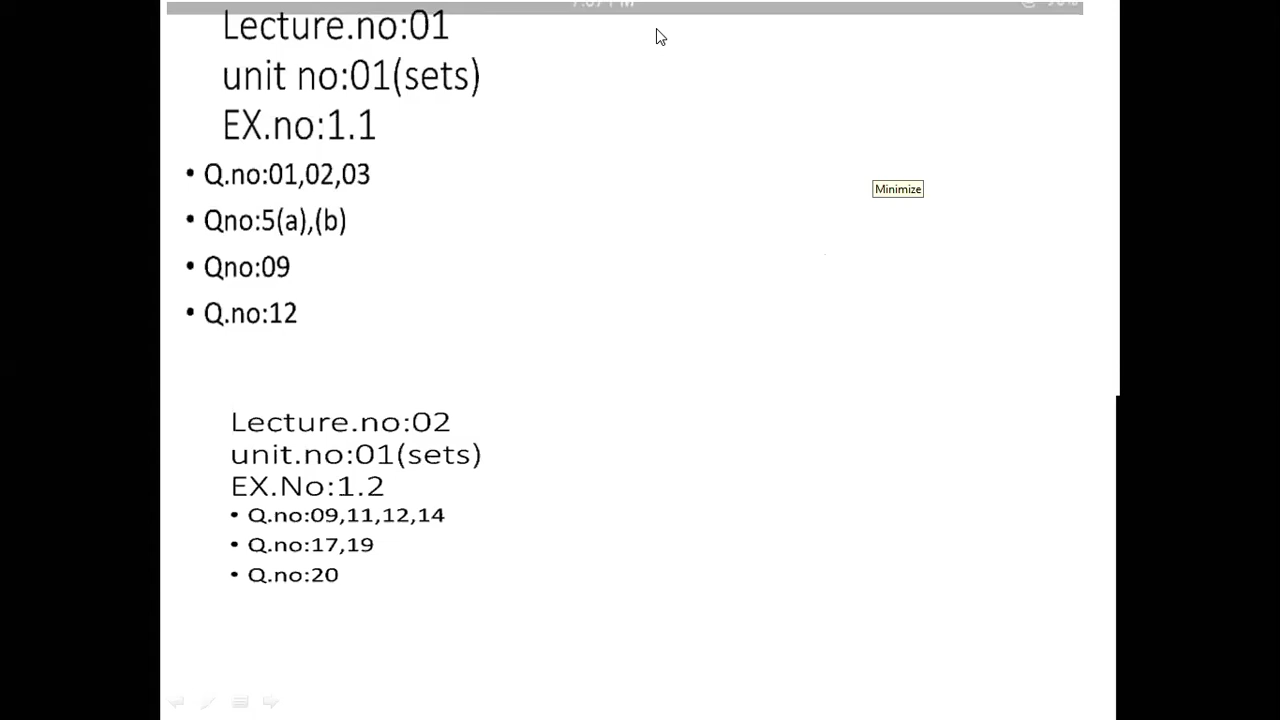 Lecture.no:01
unit no:01(sets)
EX.no:1.1
• Q.no:01,02,03
• Qno:5(a),(b)
• Qno:09
• Q.no:12
Minimize
Lecture.no:02
unit.no:01(sets)
EX.No:1.2
• Q.no:09,11,12,14
• Q.no:17,19
• Q.no:20